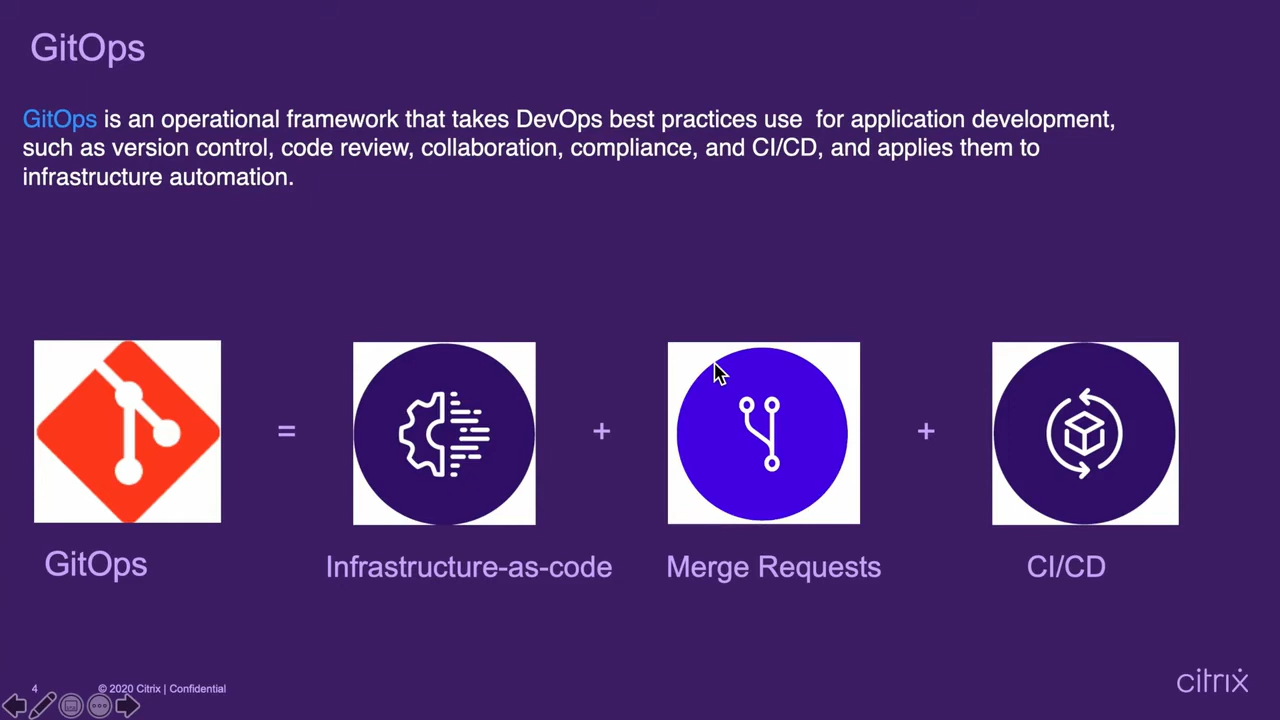 GitOps
GitOps is an operational framework that takes DevOps best practices use  for application development,
such as version control, code review, collaboration, compliance, and CI/CD, and applies them to
infrastructure automation.
=
+
+
GitOps
Infrastructure-as-code
Merge Requests
CI/CD
4
© 2020 Citrix | Confidential
citrix